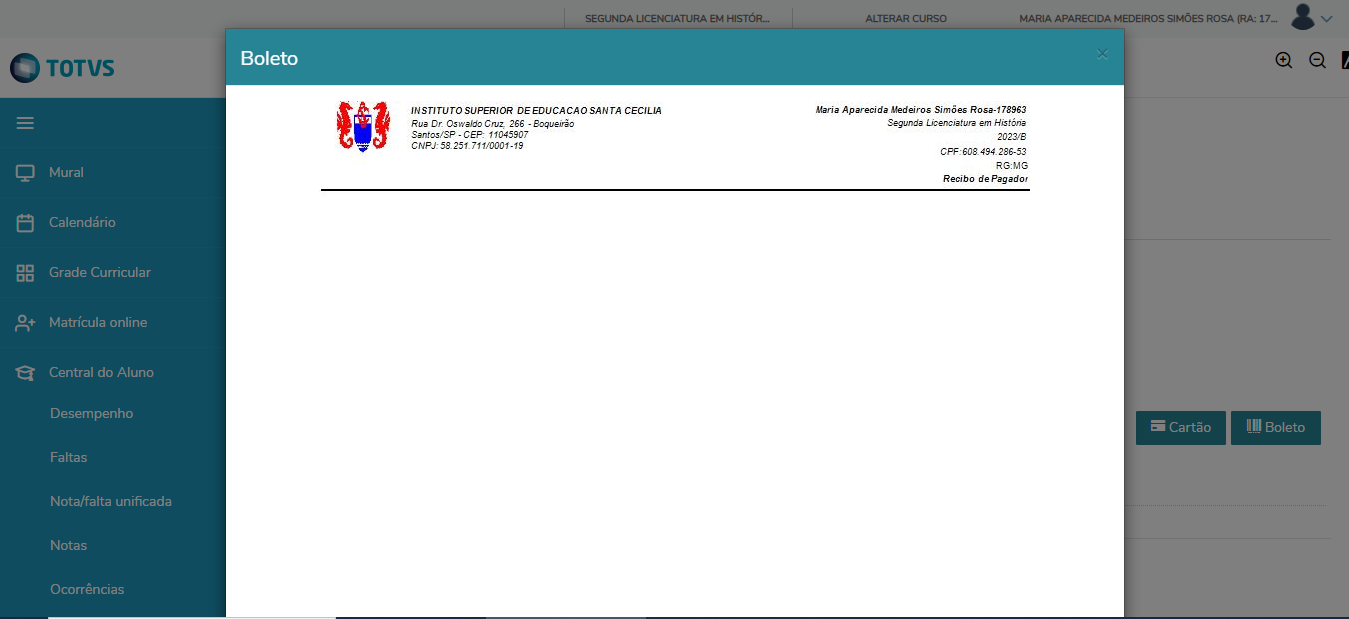 SEGUNDA LICENCIATURA EM HISTÓR...
ALTERAR CURSO
MARIA APARECIDA MEDEIROS SIMÕES ROSA (RA: 17...
TOTVS
Boleto
×
INSTITUTO SUPERIOR DE EDUCACAO SANTA CECILIA
Rua Dr. Oswaldo Cruz, 266 - Boqueirão
Santos/SP - CEP: 11045907
CNPJ: 58.251.711/0001-19
Maria Aparecida Medeiros Simões Rosa-178963
Segunda Licenciatura em História
2023/B
CPF:608.494.286-53
RG:MG
Recibo de Pagador
Mural
Calendário
Grade Curricular
Matrícula online
Central do Aluno
Desempenho
Faltas
Nota/falta unificada
Notas
Ocorrências
Cartão
Boleto